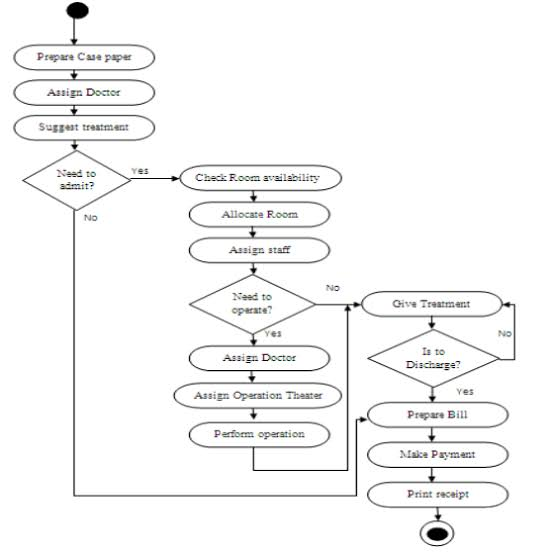 Prepare Case paper
Assign Doctor
Suggest treatment
Need to
admit?
Yes
No
Check Room availability
Allocate Room
Assign staff
Need to
operate?
No
Yes
Assign Doctor
Assign Operation Theater
Perform operation
Give Treatment
Is to
Discharge?
No
Yes
Prepare Bill
Make Payment
Print receipt